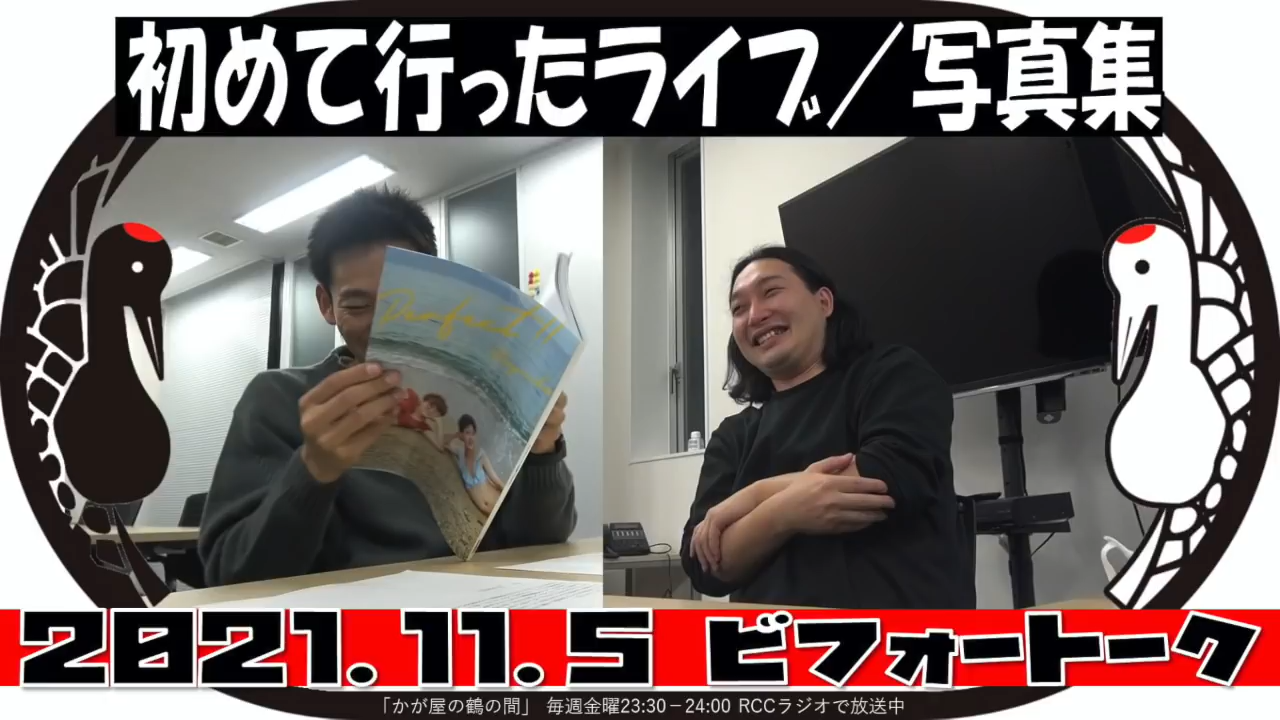 初めて行ったライブ／写真集
Perfect!!
2021.11.5 ビフォートーク
「かが屋の鶴の間」 毎週金曜23:30－24:00 RCCラジオで放送中